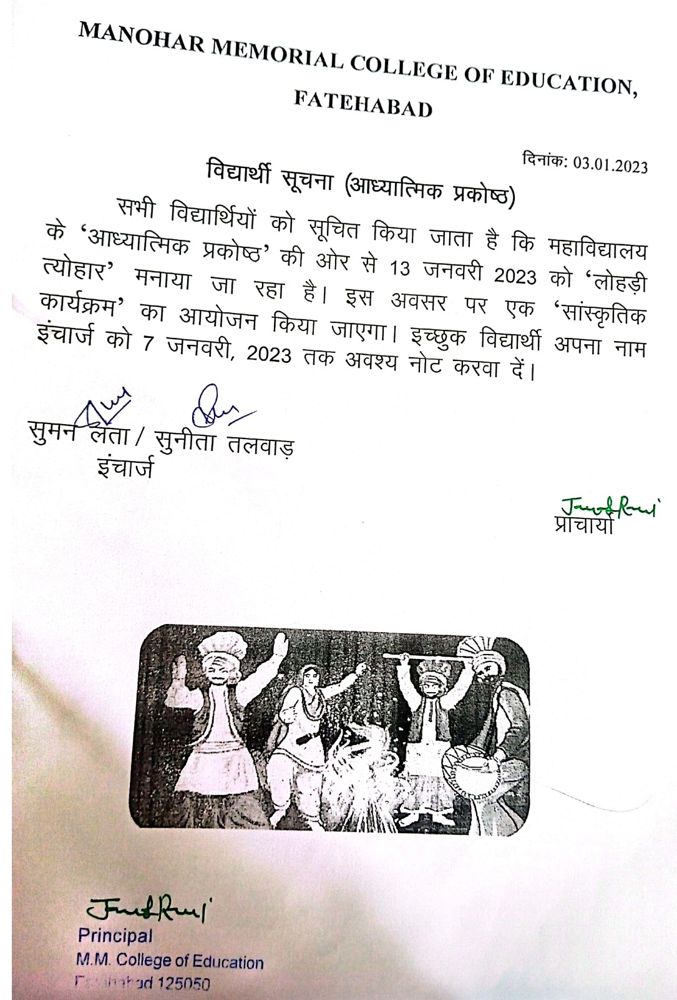 MANOHAR MEMORIAL COLLEGE OF EDUCATION,
FATEHABAD
दिनांक: 03.01.2023
विद्यार्थी सूचना (आध्यात्मिक प्रकोष्ठ)
सभी विद्यार्थियों को सूचित किया जाता है कि महाविद्यालय
के ‘आध्यात्मिक प्रकोष्ठ’ की ओर से 13 जनवरी 2023 को ‘लोहड़ी
त्योहार’ मनाया जा रहा है। इस अवसर पर एक ‘सांस्कृतिक
कार्यक्रम’ का आयोजन किया जाएगा। इच्छुक विद्यार्थी अपना नाम
इंचार्ज को 7 जनवरी, 2023 तक अवश्य नोट करवा दें।
सुमन लता / सुनीता तलवाड़
इंचार्ज
प्राचार्या
Principal
M.M. College of Education
125050